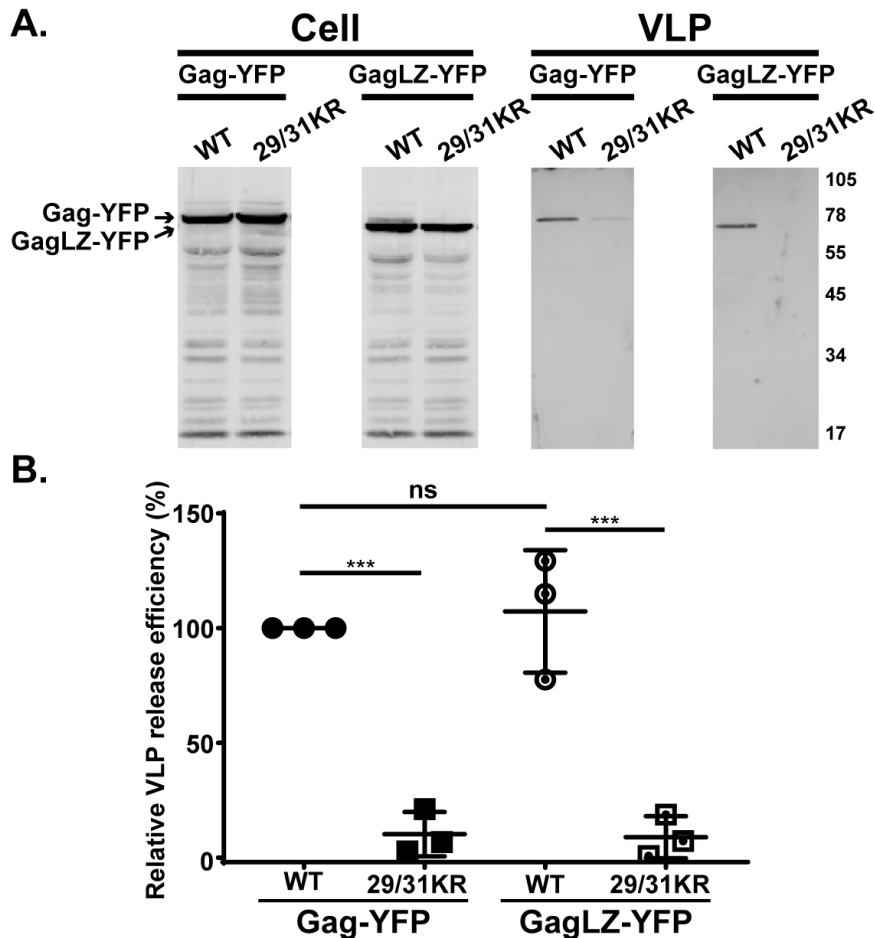 A.
Cell VLP
Gag-YFP GagLZ-YFP Gag-YFP GagLZ-YFP
WT 29/31KR WT 29/31KR WT 29/31KR WT 29/31KR
105
Gag-YFP 78
GagLZ-YFP
55
45
34
17
B.
Relative VLP release efficiency (%)
ns
150
*** ***
100
50
0
WT 29/31KR WT 29/31KR
Gag-YFP GagLZ-YFP